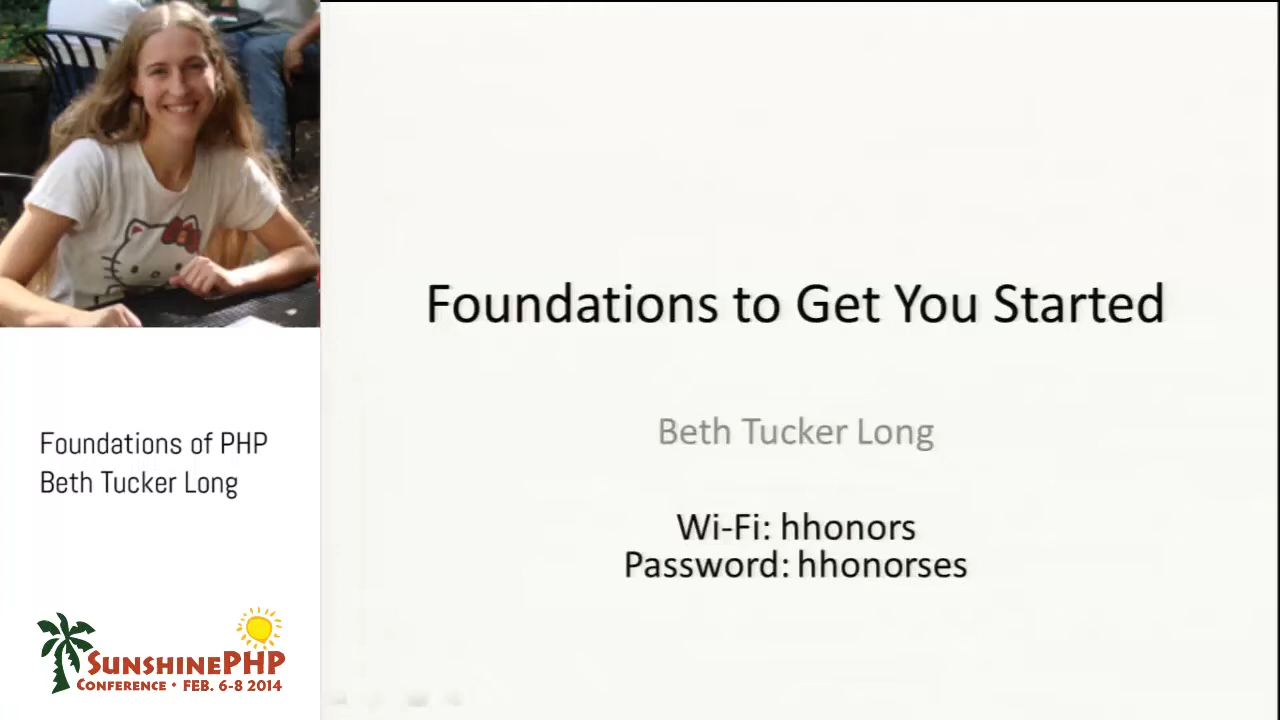 Foundations to Get You Started
Beth Tucker Long
Wi-Fi: hhonors
Password: hhonorses
Foundations of PHP
Beth Tucker Long
SUNSHINEPHP
CONFERENCE • FEB. 6-8 2014